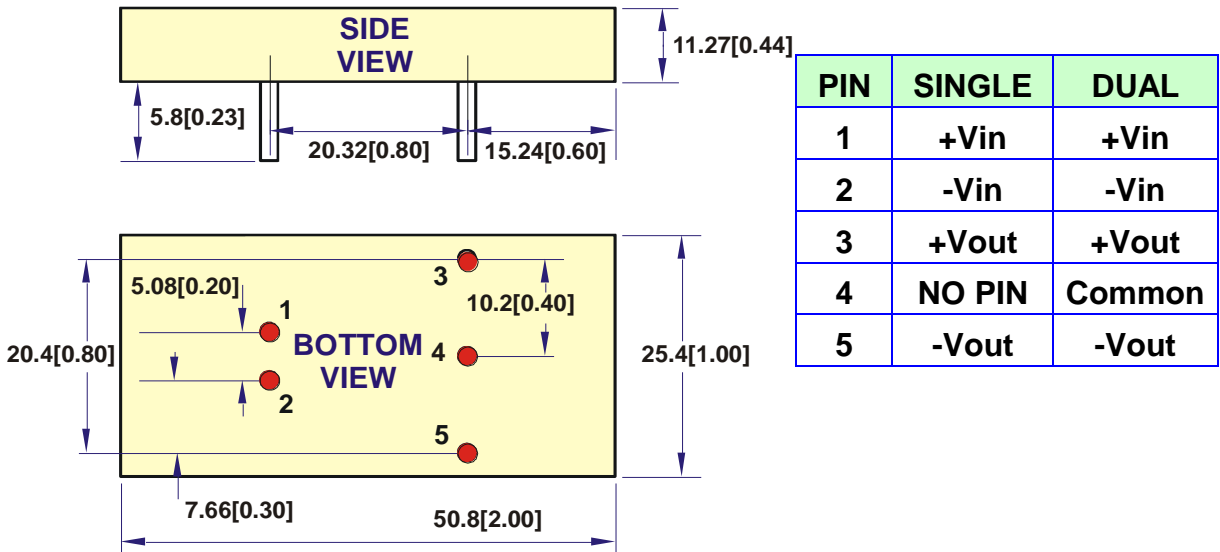 SIDE
VIEW
11.27[0.44]
5.8[0.23]
20.32[0.80]
15.24[0.60]
PIN SINGLE DUAL
1 +Vin +Vin
2 -Vin -Vin
3 +Vout +Vout
4 NO PIN Common
5 -Vout -Vout
3
5.08[0.20]
10.2[0.40]
1
20.4[0.80]
BOTTOM
VIEW
4
25.4[1.00]
2
5
7.66[0.30]
50.8[2.00]